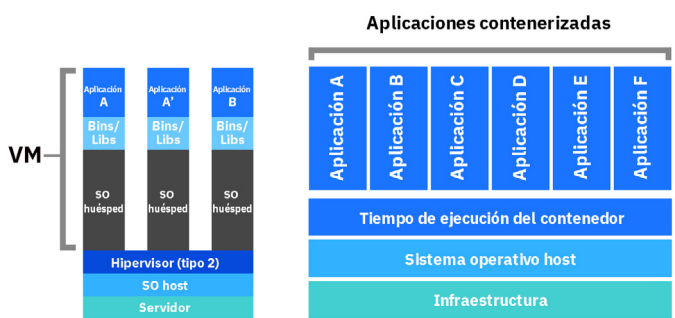 Aplicaciones contenerizadas
VM
Aplicación
A
Bins/
Libs
SO
huésped
Aplicación
A'
Bins/
Libs
SO
huésped
Aplicación
B
Bins/
Libs
SO
huésped
Hipervisor (tipo 2)
SO host
Servidor
Aplicación A
Aplicación B
Aplicación C
Aplicación D
Aplicación E
Aplicación F
Tiempo de ejecución del contenedor
Sistema operativo host
Infraestructura